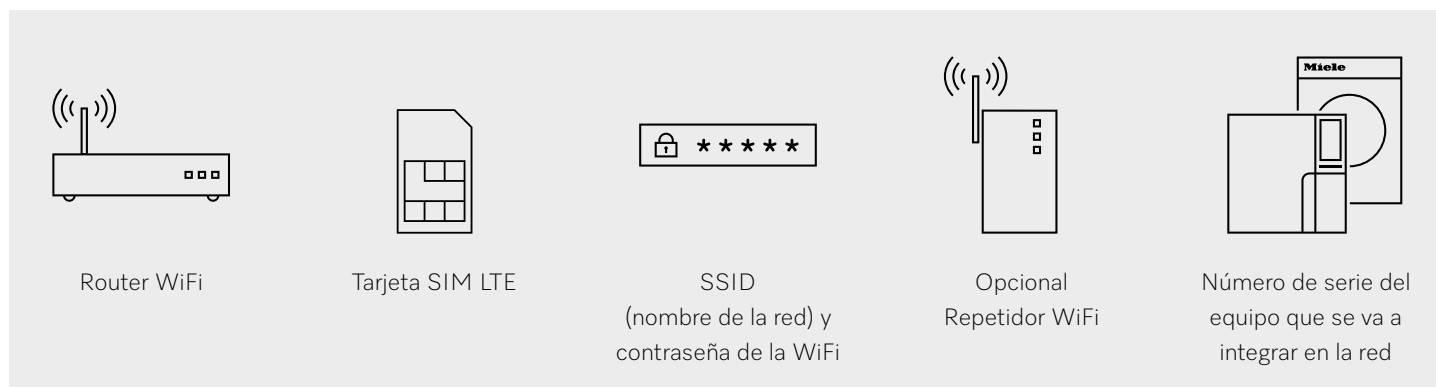 Miele
*****
Router WiFi
Tarjeta SIM LTE
SSID
(nombre de la red) y
contraseña de la WiFi
Opcional
Repetidor WiFi
Número de serie del
equipo que se va a
integrar en la red